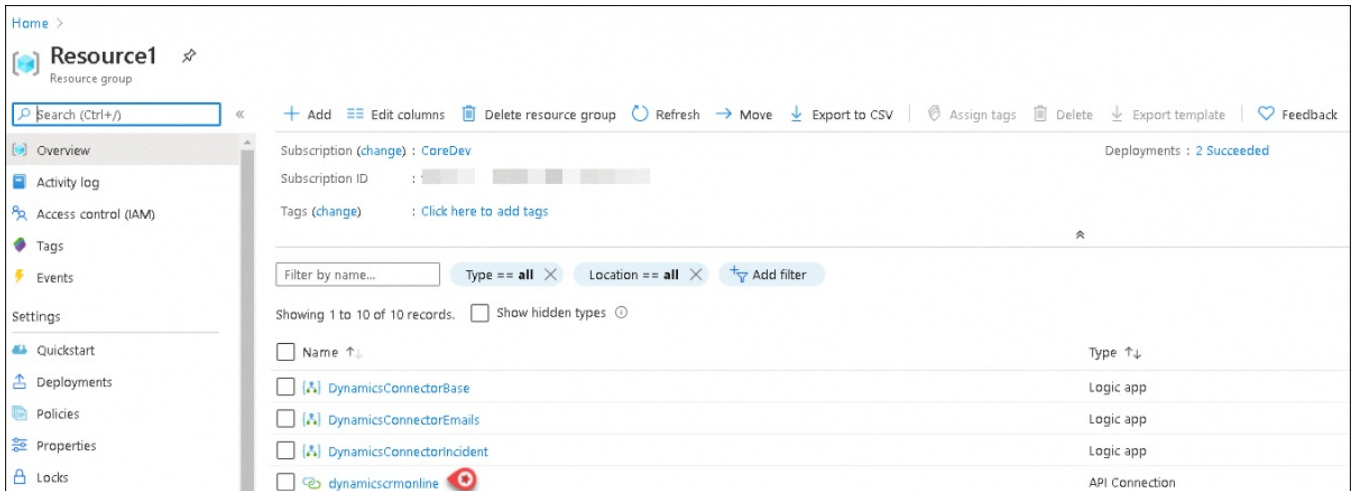 Home >
Resource1
Resource group
Search (Ctrl+/)
«
Add Edit columns Delete resource group Refresh Move Export to CSV Assign tags Delete Export template Feedback
Overview
Activity log
Access control (IAM)
Tags
Events
Settings
Quickstart
Deployments
Policies
Properties
Locks
Subscription (change) : CoreDev
Deployments : 2 Succeeded
Subscription ID :
Tags (change) : Click here to add tags
Filter by name...
Type == all
Location == all
Add filter
Showing 1 to 10 of 10 records.
Show hidden types
Name ↑↓ Type ↑↓
DynamicsConnectorBase Logic app
DynamicsConnectorEmails Logic app
DynamicsConnectorIncident Logic app
dynamicscrmonline API Connection